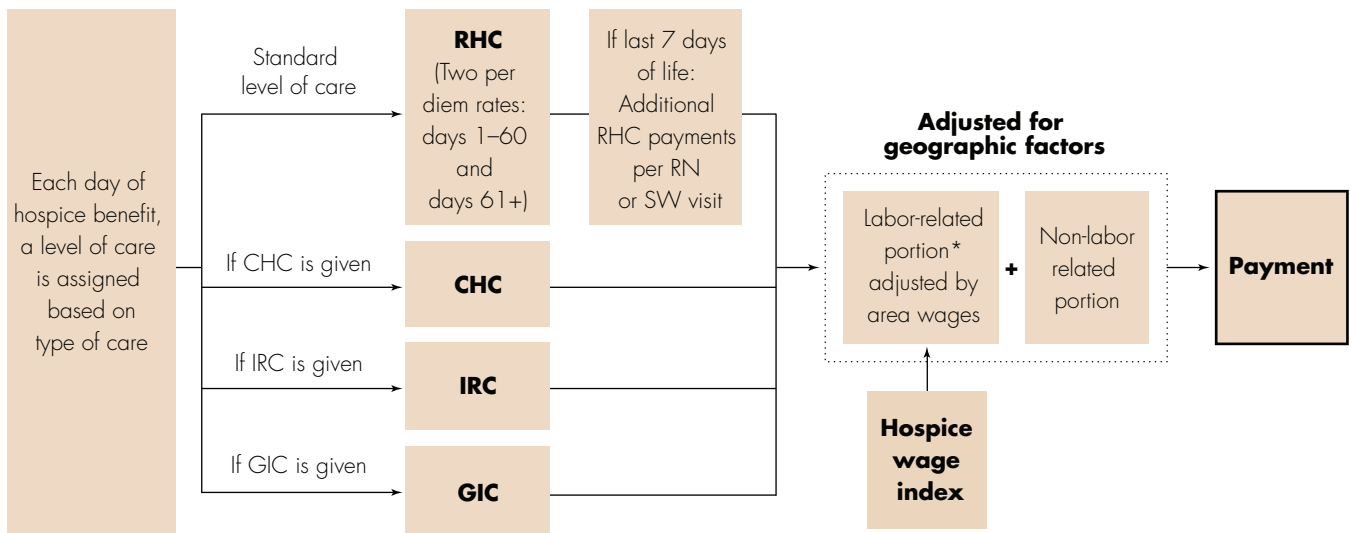 Each day of
hospice benefit,
a level of care
is assigned
based on
type of care
Standard
level of care
RHC
(Two per
diem rates:
days 1–60
and
days 61+)
If last 7 days
of life:
Additional
RHC payments
per RN
or SW visit
If CHC is given
CHC
If IRC is given
IRC
If GIC is given
GIC
Adjusted for
geographic factors
Labor-related
portion*
adjusted by
area wages
+
Non-labor
related
portion
Hospice
wage
index
Payment